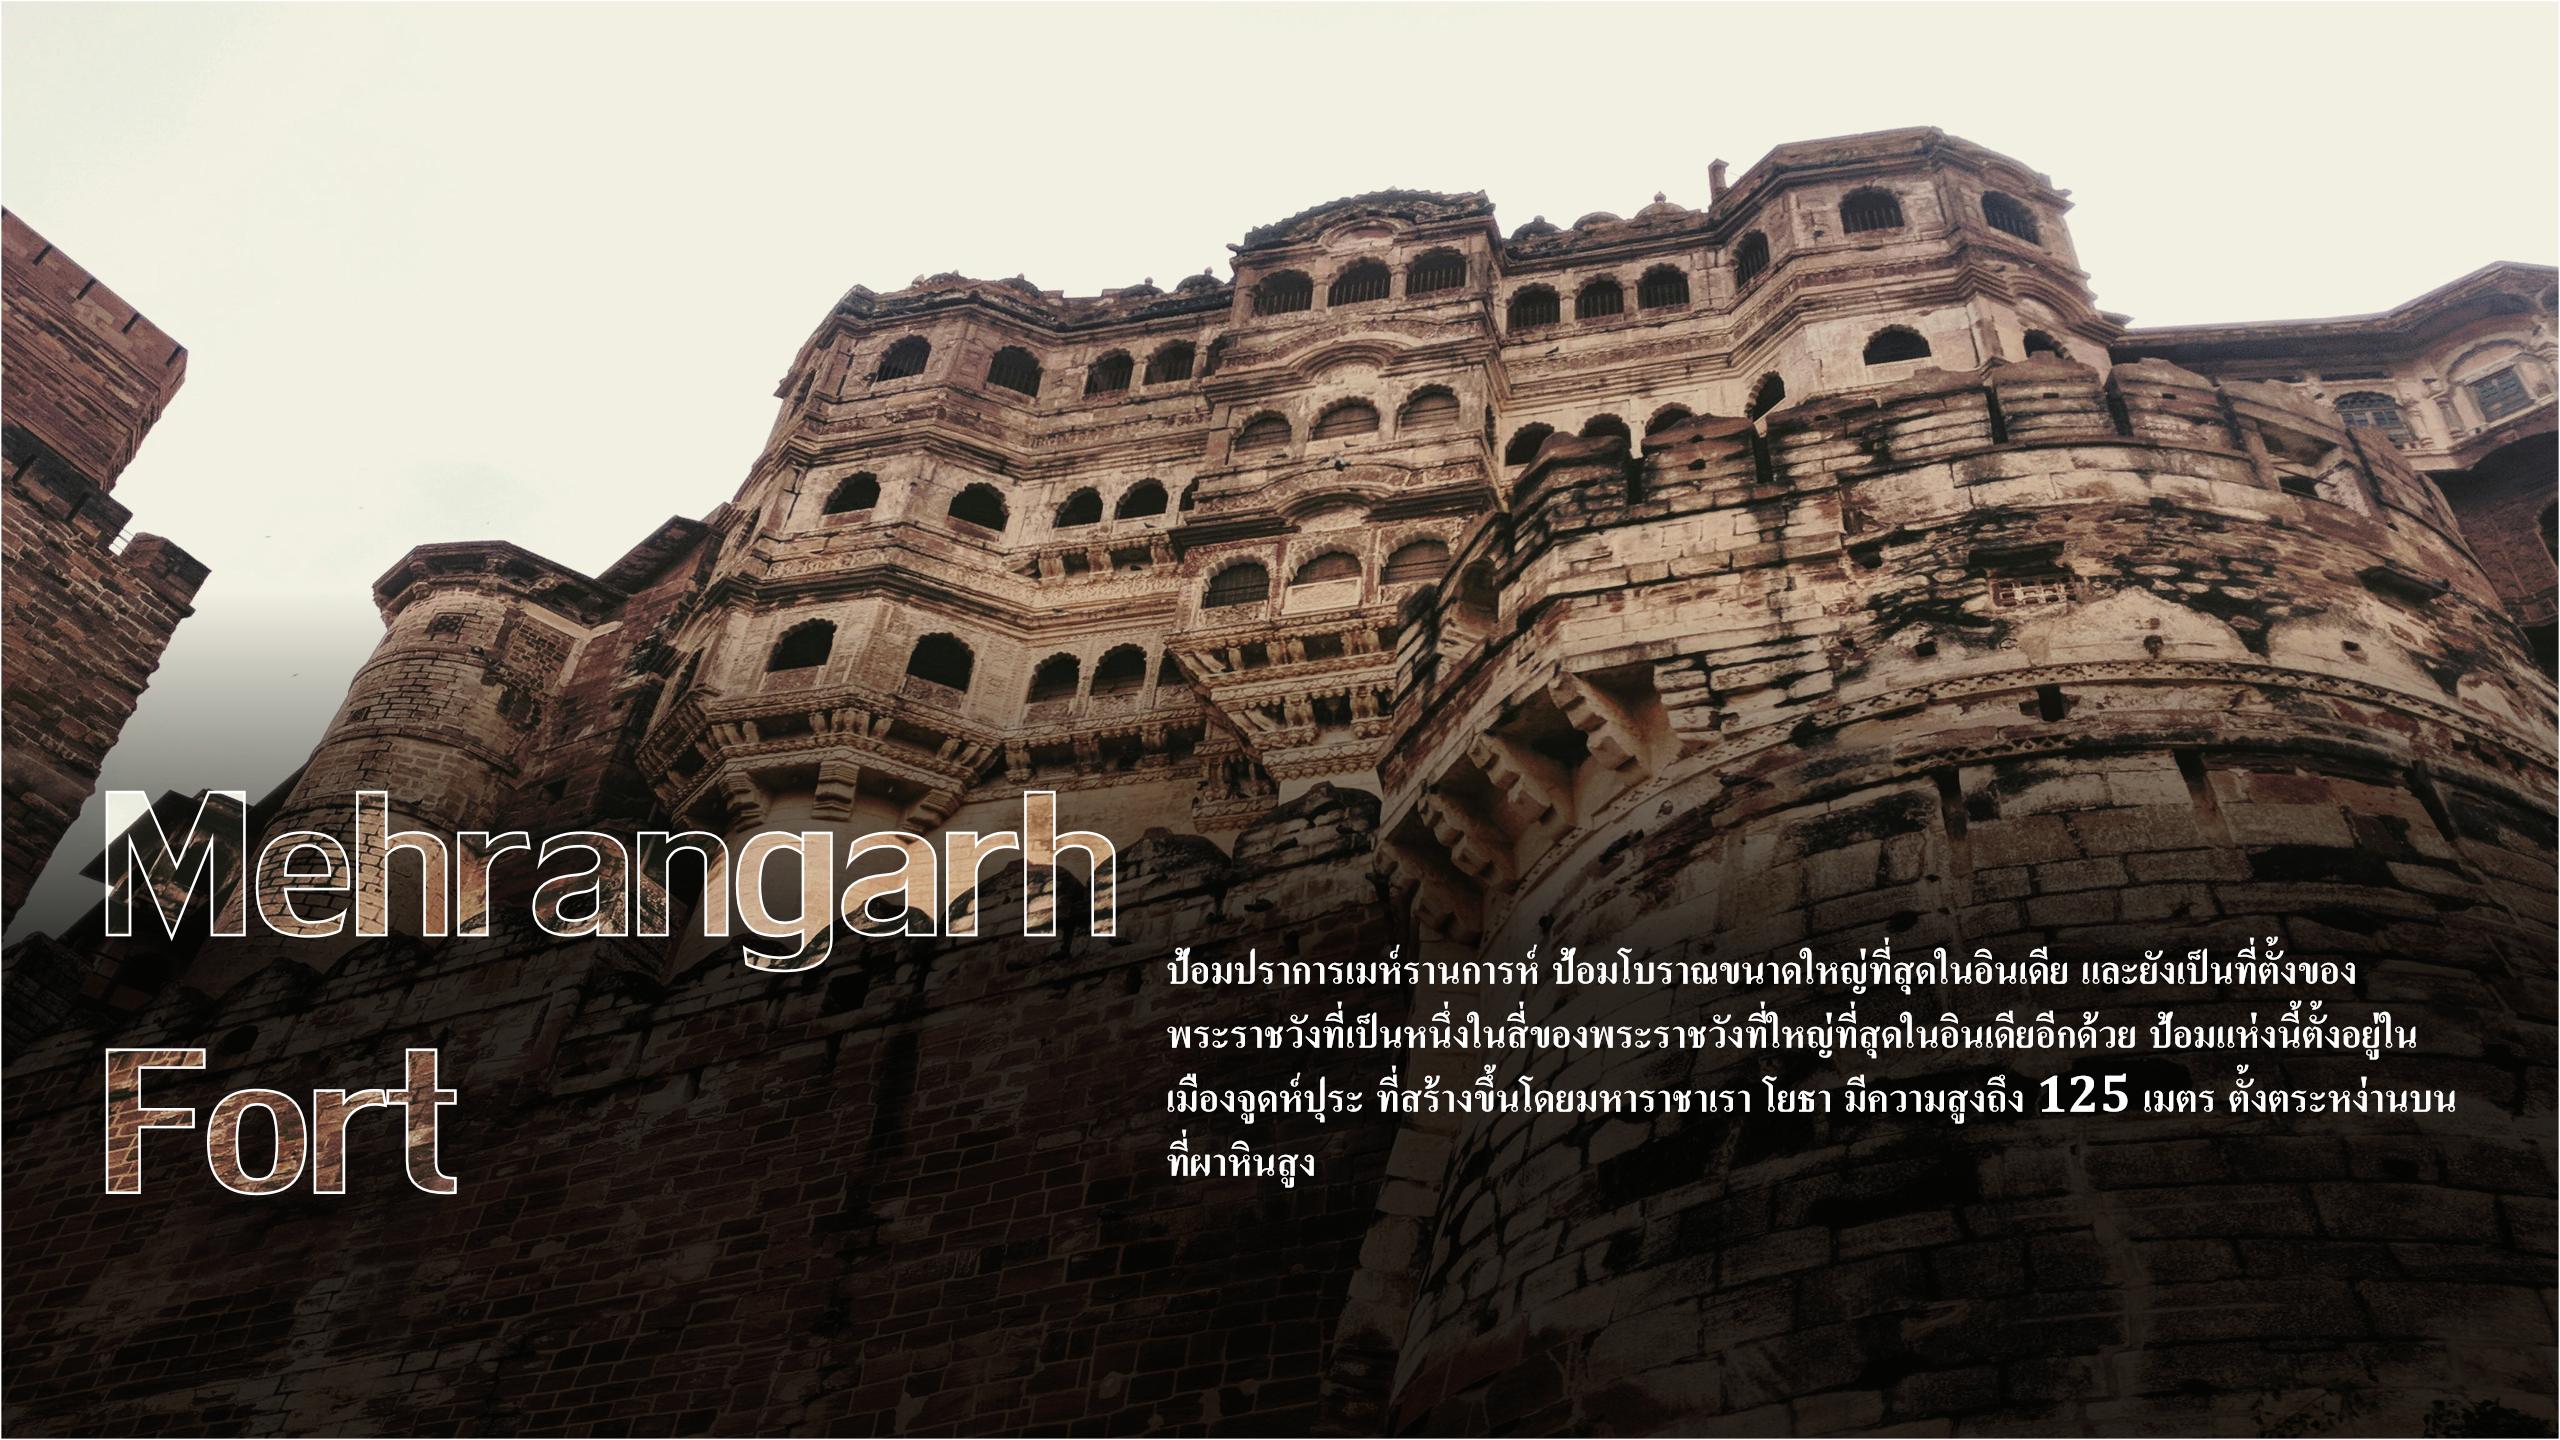 Mehrangarh
Fort
ป้อมปราการเมห์รานการห์ ป้อมโบราณขนาดใหญ่ที่สุดในอินเดีย และยังเป็นที่ตั้งของ
พระราชวังที่เป็นหนึ่งในสี่ของพระราชวังที่ใหญ่ที่สุดในอินเดียอีกด้วย ป้อมแห่งนี้ตั้งอยู่ใน
เมืองจูดห์ปุระ ที่สร้างขึ้นโดยมหาราชาเรา โยธา มีความสูงถึง 125 เมตร ตั้งตระหง่านบน
ที่ผาหินสูง